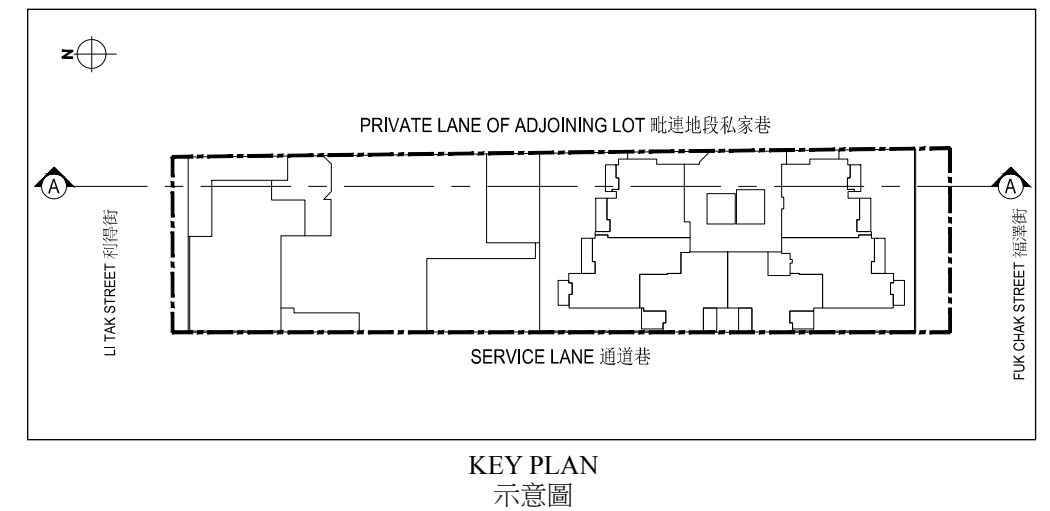 N
PRIVATE LANE OF ADJOINING LOT 毗連地段私家巷
A
A
LI TAK STREET 利得街
FUK CHAK STREET 福澤街
SERVICE LANE 通道巷
KEY PLAN
示意圖